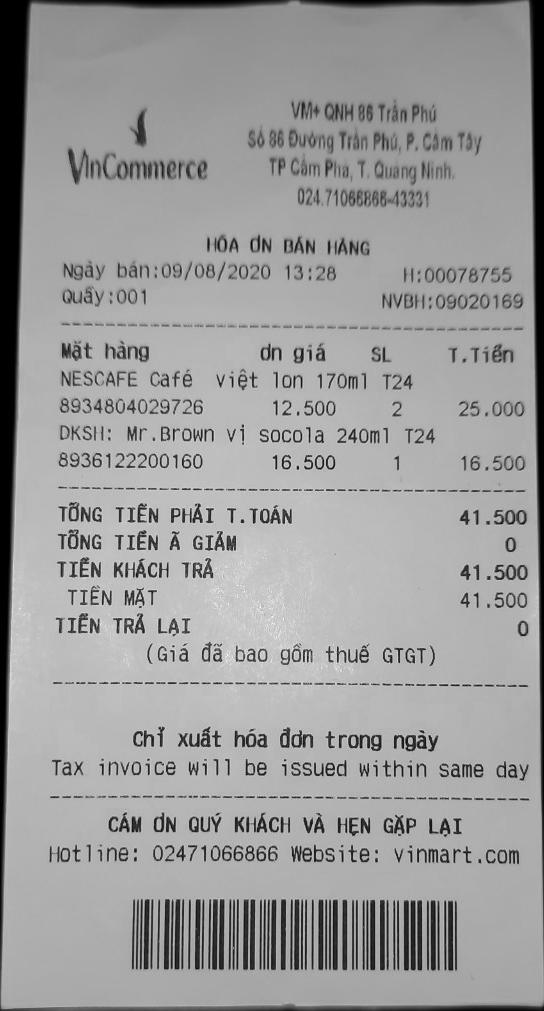 VinCommerce
VM+ QNH 86 Trần Phú
Số 86 Đường Trần Phú, P. Cẩm Tây
TP Cẩm Phả, T. Quảng Ninh.
024.71066866-43331
HÓA ƠN BÁN HÀNG
Ngày bán:09/08/2020 13:28 H:00078755
Quầy:001 NVBH:09020169
Mặt hàng ơn giá SL T.Tiền
NESCAFE Café việt lon 170ml T24
8934804029726 12.500 2 25.000
DKSH: Mr.Brown vị socola 240ml T24
8936122200160 16.500 1 16.500
TỔNG TIỀN PHẢI T.TOÁN 41.500
TỔNG TIỀN Ã GIẢM 0
TIỀN KHÁCH TRẢ 41.500
TIỀN MẶT 41.500
TIỀN TRẢ LẠI 0
(Giá đã bao gồm thuế GTGT)
Chỉ xuất hóa đơn trong ngày
Tax invoice will be issued within same day
CÁM ƠN QUÝ KHÁCH VÀ HẸN GẶP LẠI
Hotline: 02471066866 Website: vinmart.com